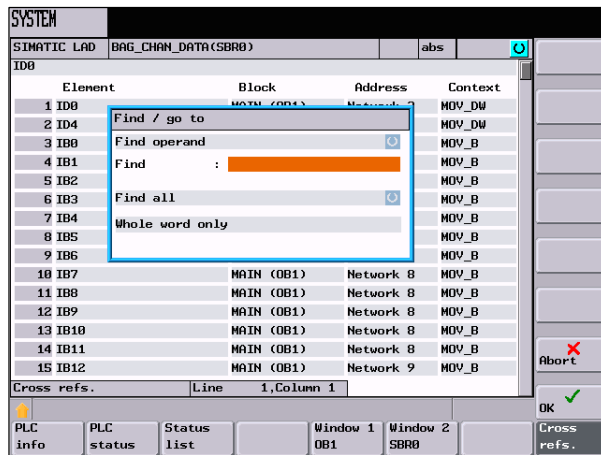 SYSTEM
SIMATIC LAD BAG_CHAN_DATA(SBR0) abs
ID0
Element Block Address Context
1 ID0 MAIN (OB1) Network 2 MOV_DW
2 ID4 MOV_DW
3 IB0 MOV_B
4 IB1 MOV_B
5 IB2 MOV_B
6 IB3 MOV_B
7 IB4 MOV_B
8 IB5 MOV_B
9 IB6 MOV_B
10 IB7 MAIN (OB1) Network 8 MOV_B
11 IB8 MAIN (OB1) Network 8 MOV_B
12 IB9 MAIN (OB1) Network 8 MOV_B
13 IB10 MAIN (OB1) Network 8 MOV_B
14 IB11 MAIN (OB1) Network 8 MOV_B
15 IB12 MAIN (OB1) Network 9 MOV_B
Find / go to
Find operand
Find :
Find all
Whole word only
Cross refs. Line 1,Column 1
Abort
OK
PLC info
PLC status
Status list
Window 1 OB1
Window 2 SBR0
Cross refs.